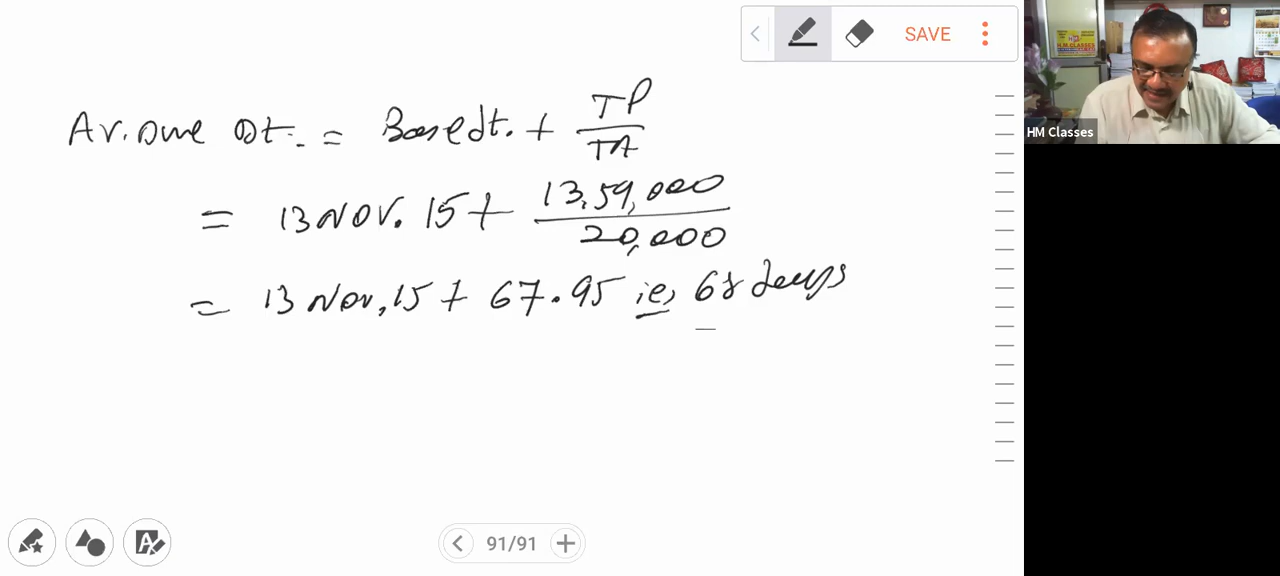 SAVE
Av. Due Dt. = Base dt. + TP
TA
= 13 Nov. 15 + 13,59,000
20,000
= 13 Nov, 15 + 67.95 ie, 68 days
91/91
HM Classes